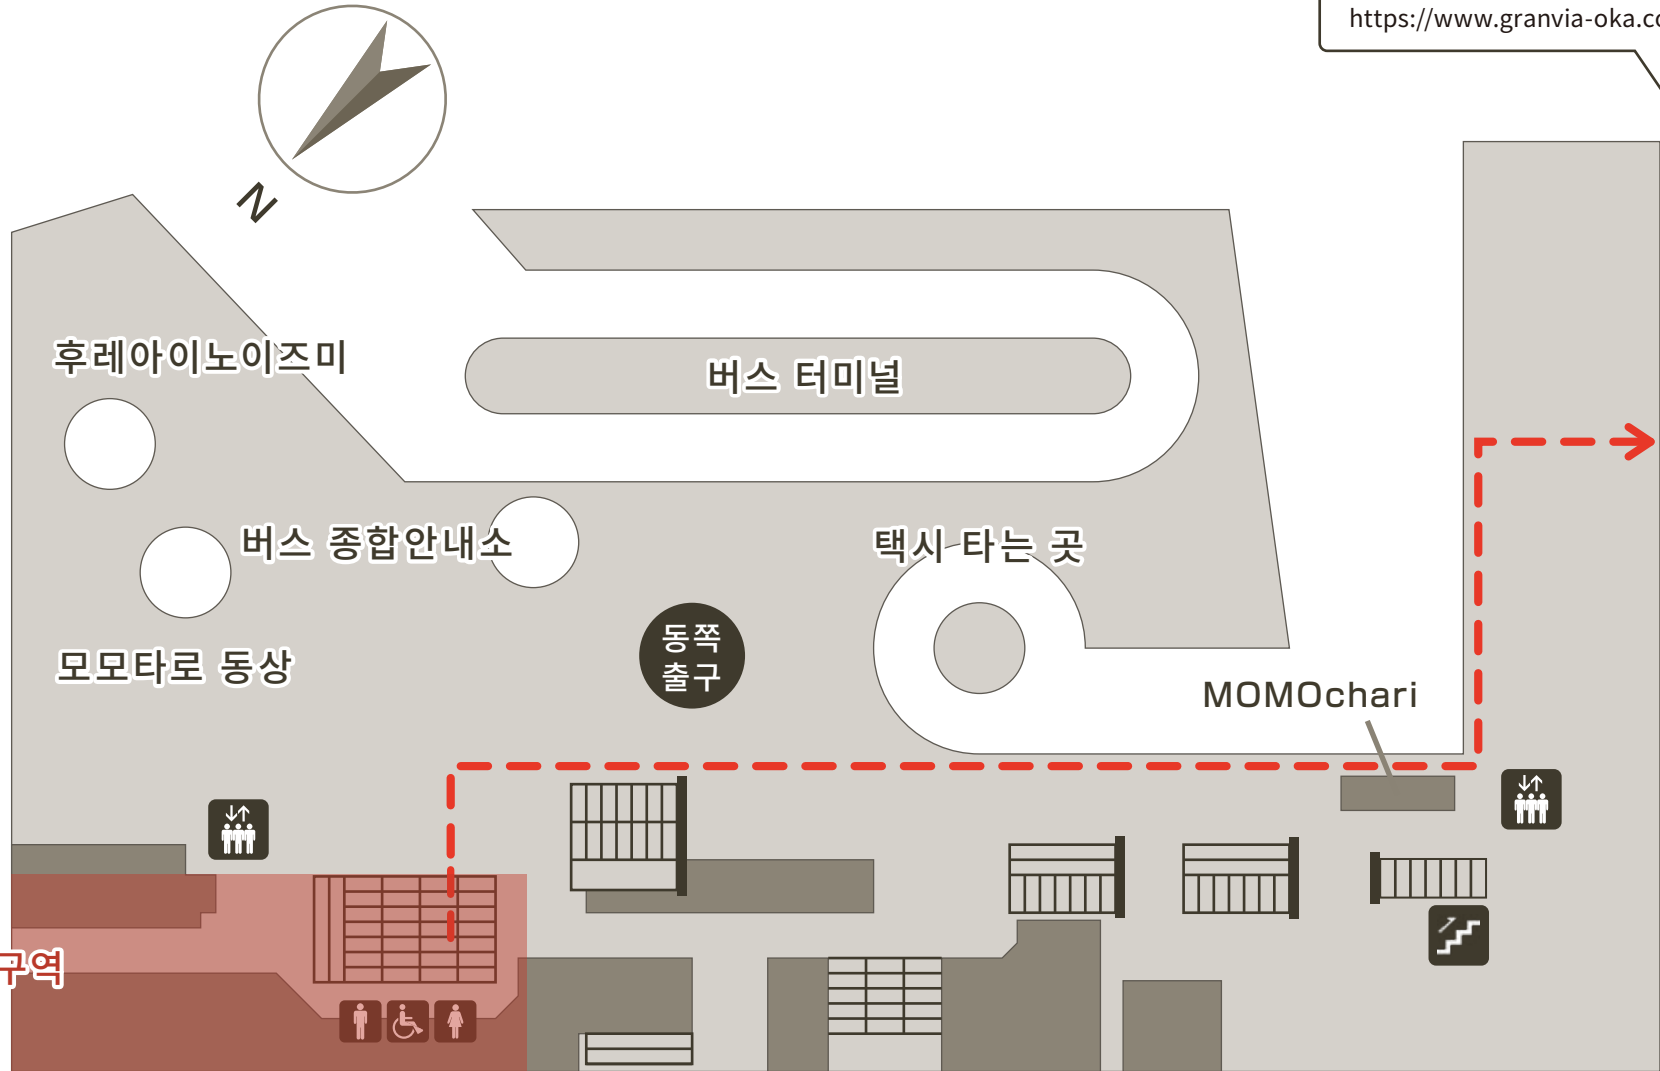 https://www.granvia-oka.co
N
후레아이노이즈미
버스 터미널
버스 종합안내소
택시 타는 곳
동쪽
출구
모모타로 동상
MOMOchari
구역